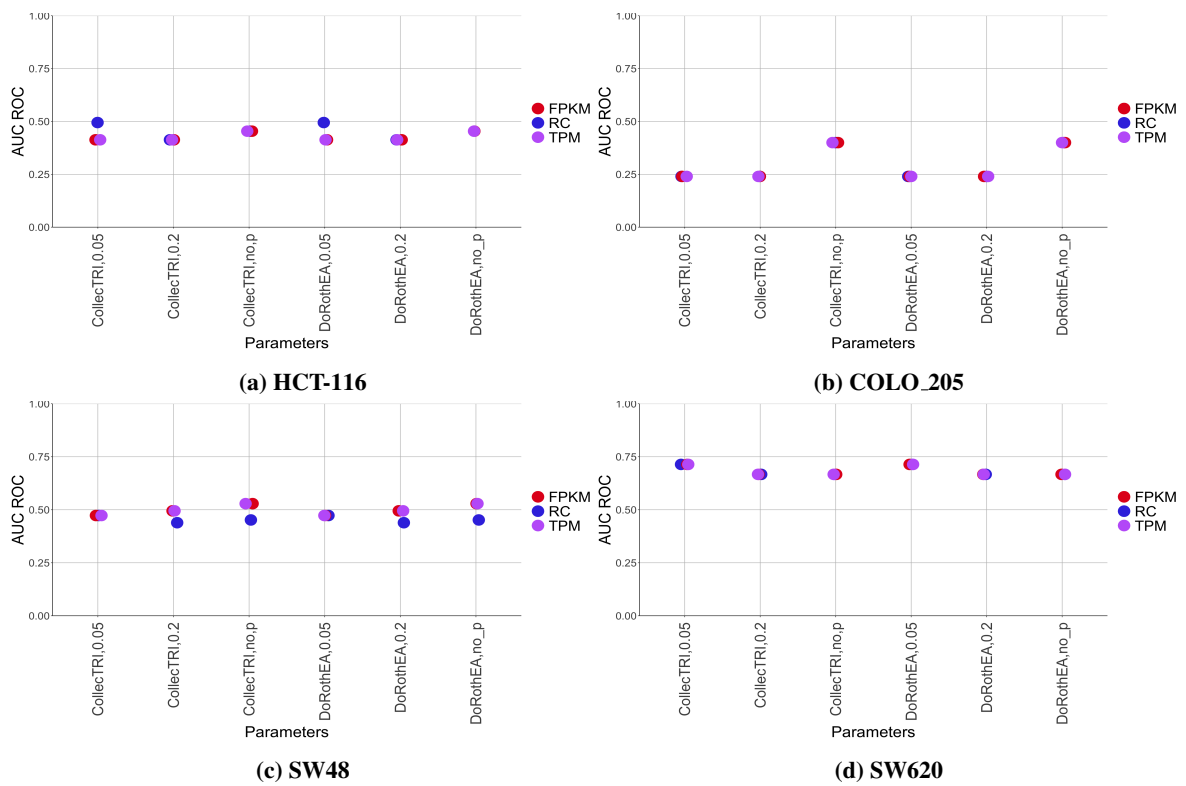 1.00
0.75
0.50
0.25
0.00
AUC ROC
CollecTRI,0.05
CollecTRI,0.2
CollecTRI,no,p
DoRothEA,0.05
DoRothEA,0.2
DoRothEA,no_p
Parameters
FPKM
RC
TPM
(a) HCT-116
1.00
0.75
0.50
0.25
0.00
AUC ROC
CollecTRI,0.05
CollecTRI,0.2
CollecTRI,no,p
DoRothEA,0.05
DoRothEA,0.2
DoRothEA,no_p
Parameters
FPKM
RC
TPM
(b) COLO_205
1.00
0.75
0.50
0.25
0.00
AUC ROC
CollecTRI,0.05
CollecTRI,0.2
CollecTRI,no,p
DoRothEA,0.05
DoRothEA,0.2
DoRothEA,no_p
Parameters
FPKM
RC
TPM
(c) SW48
1.00
0.75
0.50
0.25
0.00
AUC ROC
CollecTRI,0.05
CollecTRI,0.2
CollecTRI,no,p
DoRothEA,0.05
DoRothEA,0.2
DoRothEA,no_p
Parameters
FPKM
RC
TPM
(d) SW620